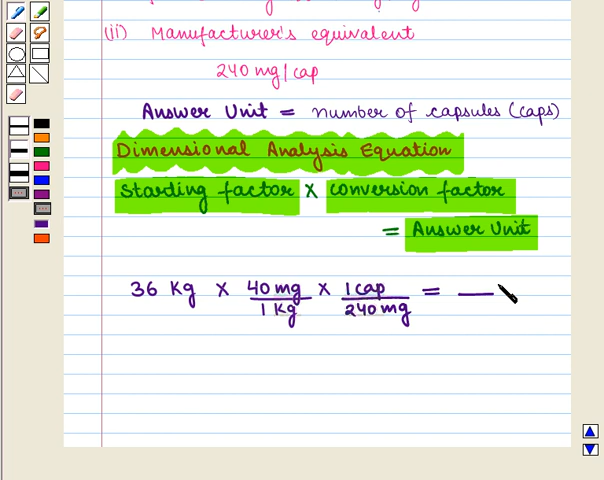 (ii) Manufacturer's equivalent
240 mg/cap
Answer Unit = number of capsules (caps)
Dimensional Analysis Equation
Starting factor × conversion factor
= Answer Unit
36 Kg × 40 mg / 1 Kg × 1 cap / 240 mg = __